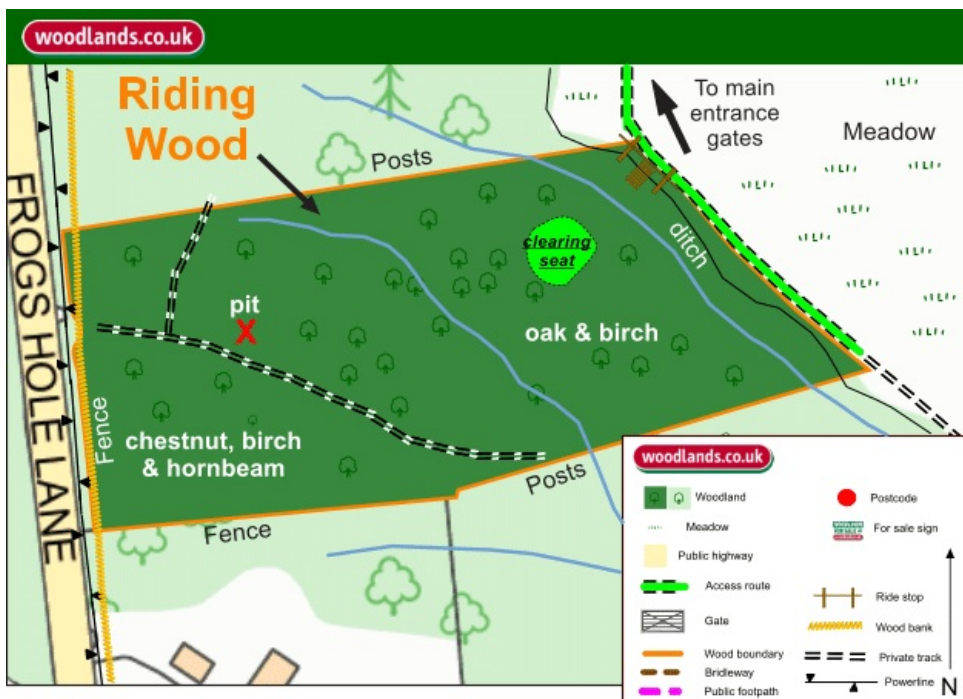 woodlands.co.uk
Riding
Wood
Posts
To main
entrance
gates
Meadow
FROGS HOLE LANE
clearing
seat
ditch
pit
X
oak & birch
Fence
chestnut, birch
& hornbeam
Posts
Fence
woodlands.co.uk
Woodland
Meadow
Public highway
Access route
Gate
Wood boundary
Bridleway
Public footpath
Postcode
For sale sign
Ride stop
Wood bank
Private track
Powerline
N